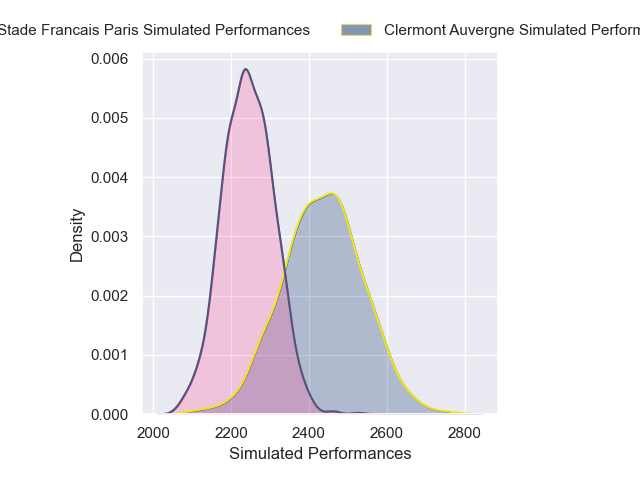 Stade Francais Paris Simulated Performances
Clermont Auvergne Simulated Perform
0.006
0.005
0.004
0.003
0.002
0.001
0.000
Density
2000 2200 2400 2600 2800
Simulated Performances